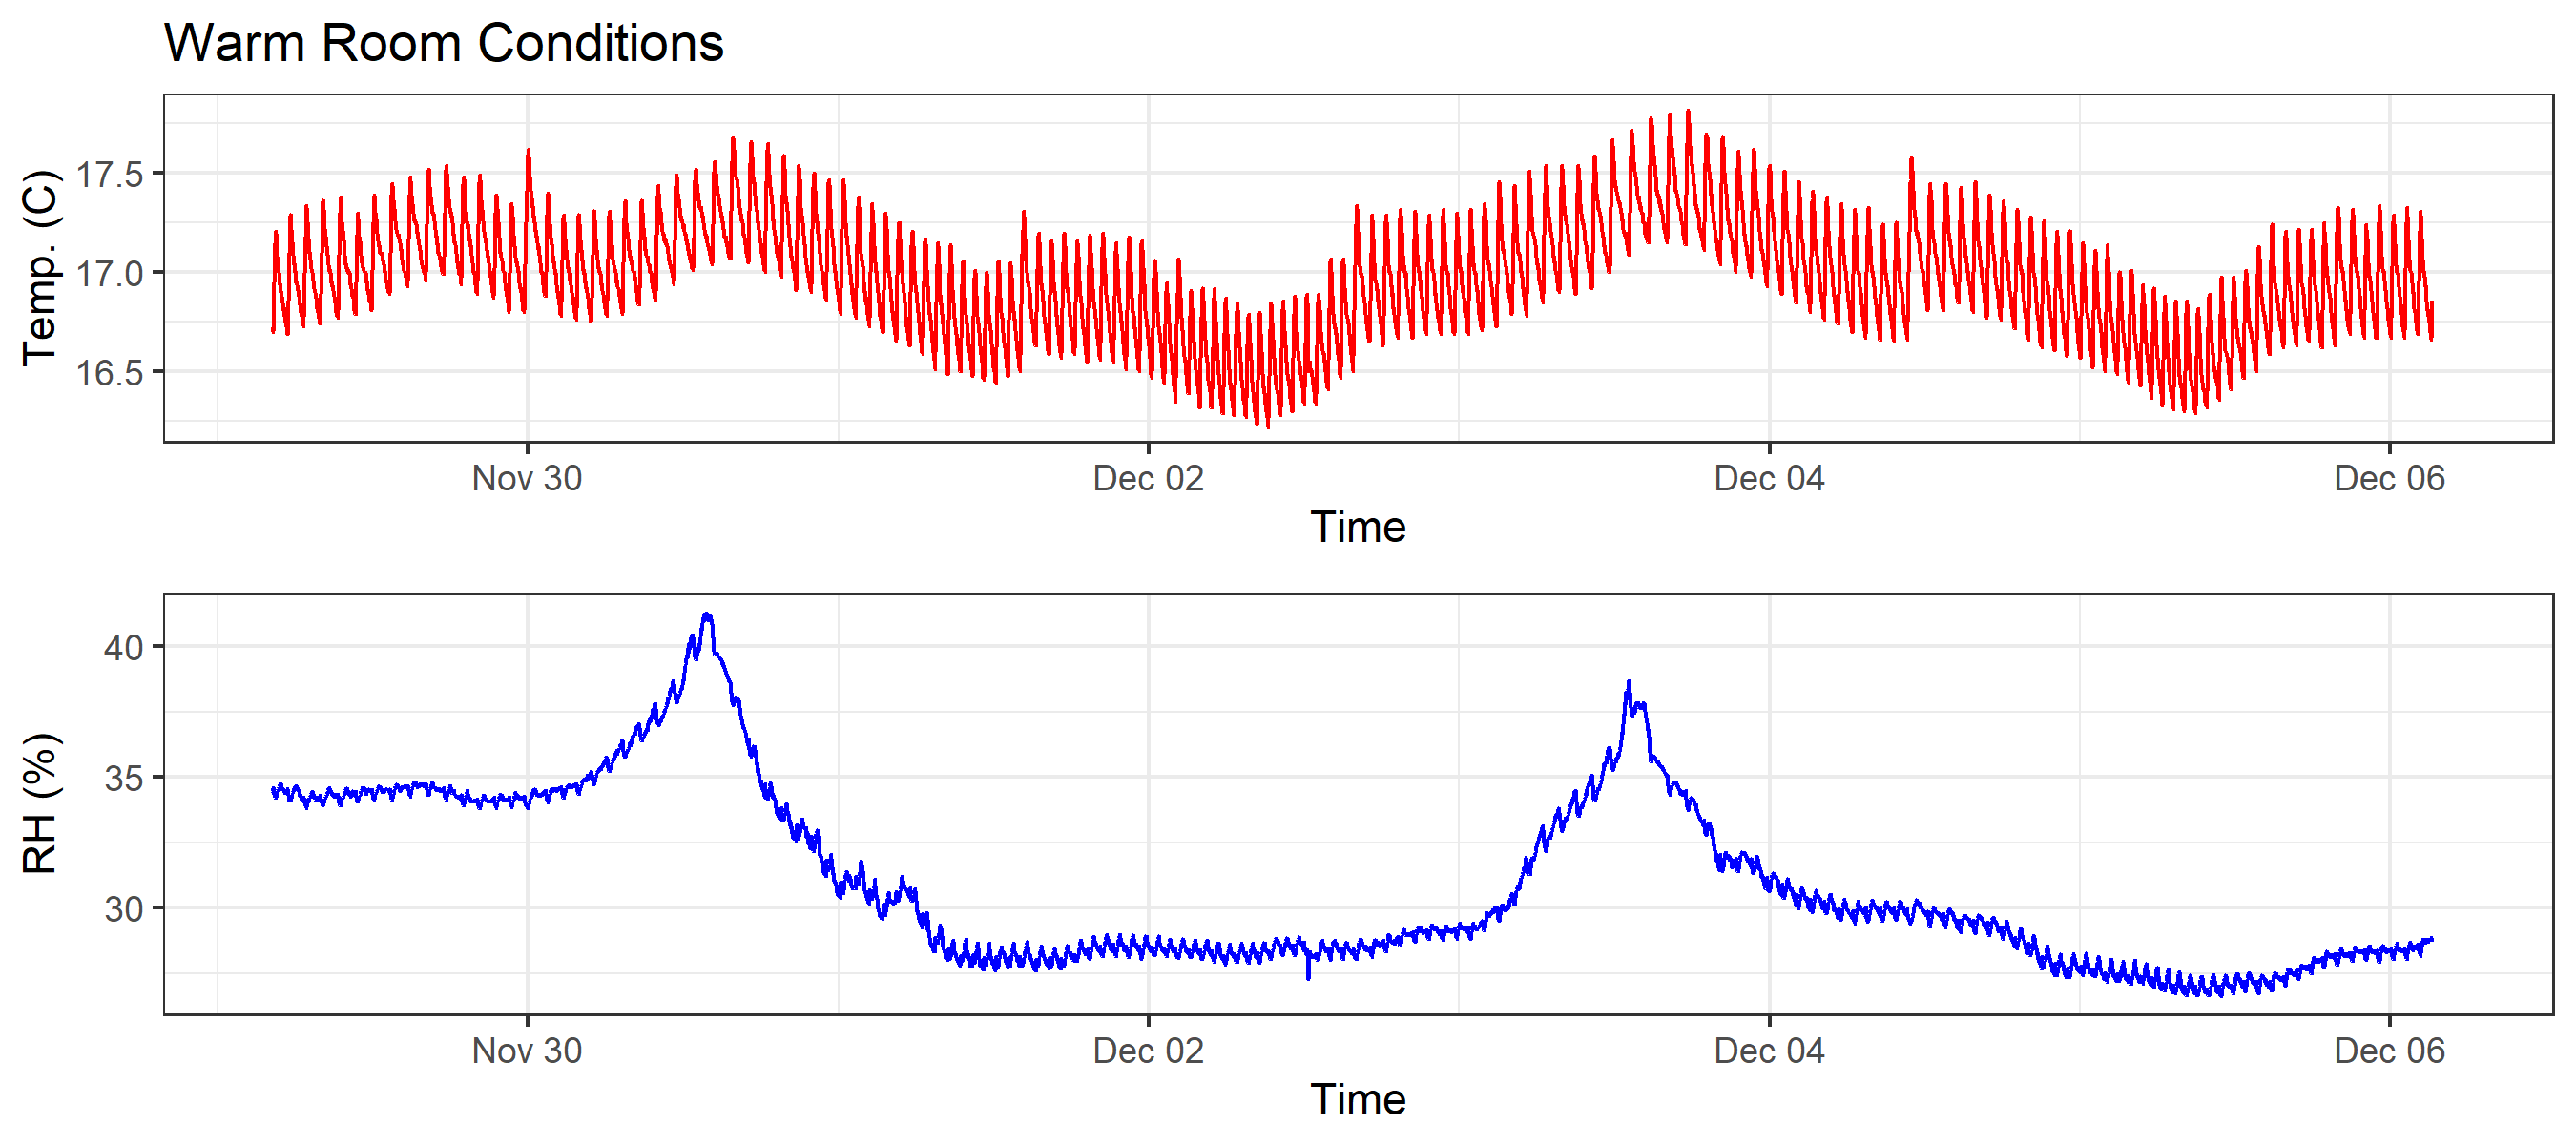 Warm Room Conditions
Temp. (C)
17.5
17.0
16.5
Nov 30 Dec 02 Dec 04 Dec 06
Time
RH (%)
40
35
30
Nov 30 Dec 02 Dec 04 Dec 06
Time